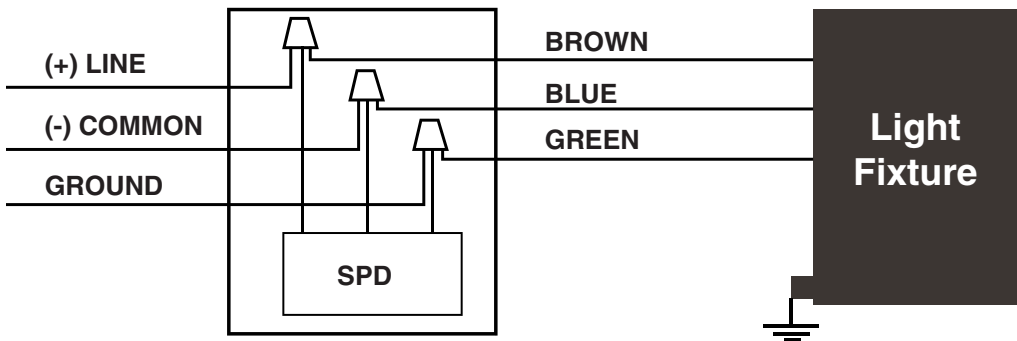 (+) LINE
(-) COMMON
GROUND
SPD
BROWN
BLUE
GREEN
Light
Fixture